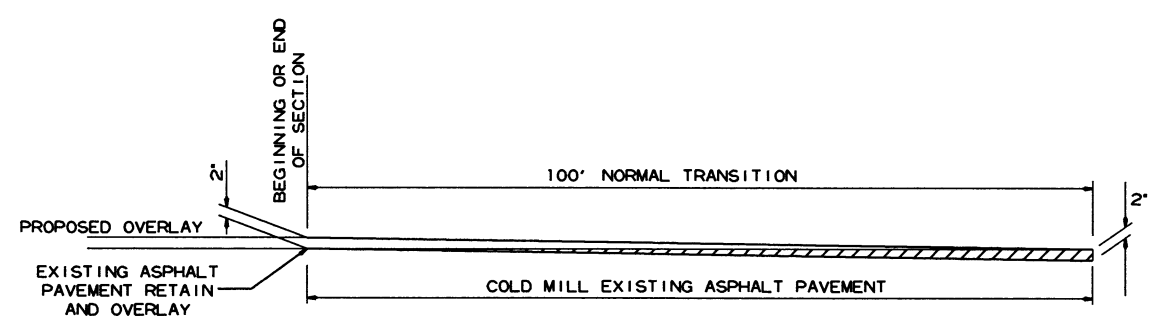 BEGINNING OR END
OF SECTION
2"
100' NORMAL TRANSITION
2"
PROPOSED OVERLAY
EXISTING ASPHALT
PAVEMENT RETAIN
AND OVERLAY
COLD MILL EXISTING ASPHALT PAVEMENT